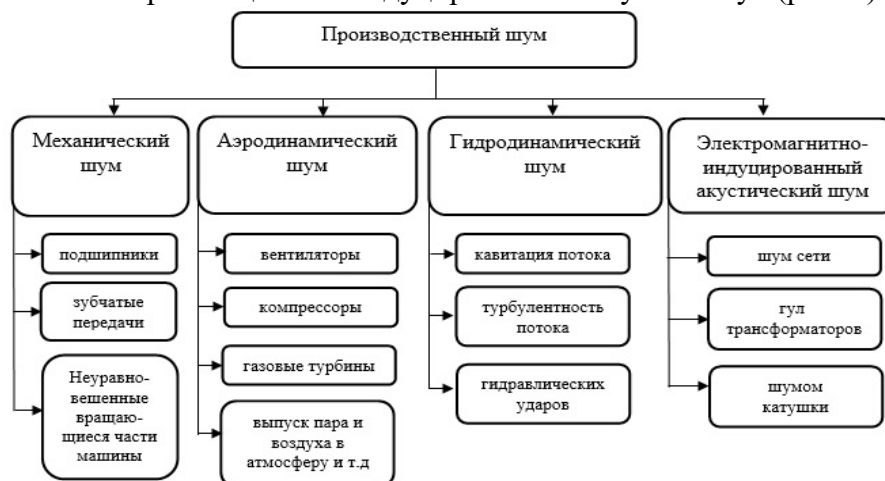 Производственный шум
Механический
шум
Аэродинамический
шум
Гидродинамический
шум
Электромагнитно-
индуцированный
акустический шум
подшипники
зубчатые
передачи
Неуравно-
вешенные
вращаю-
щиеся части
машины
вентиляторы
компрессоры
газовые турбины
выпуск пара и
воздуха в
атмосферу и т.д
кавитация потока
турбулентность
потока
гидравлических
ударов
шум сети
гул
трансформаторов
шумом
катушки